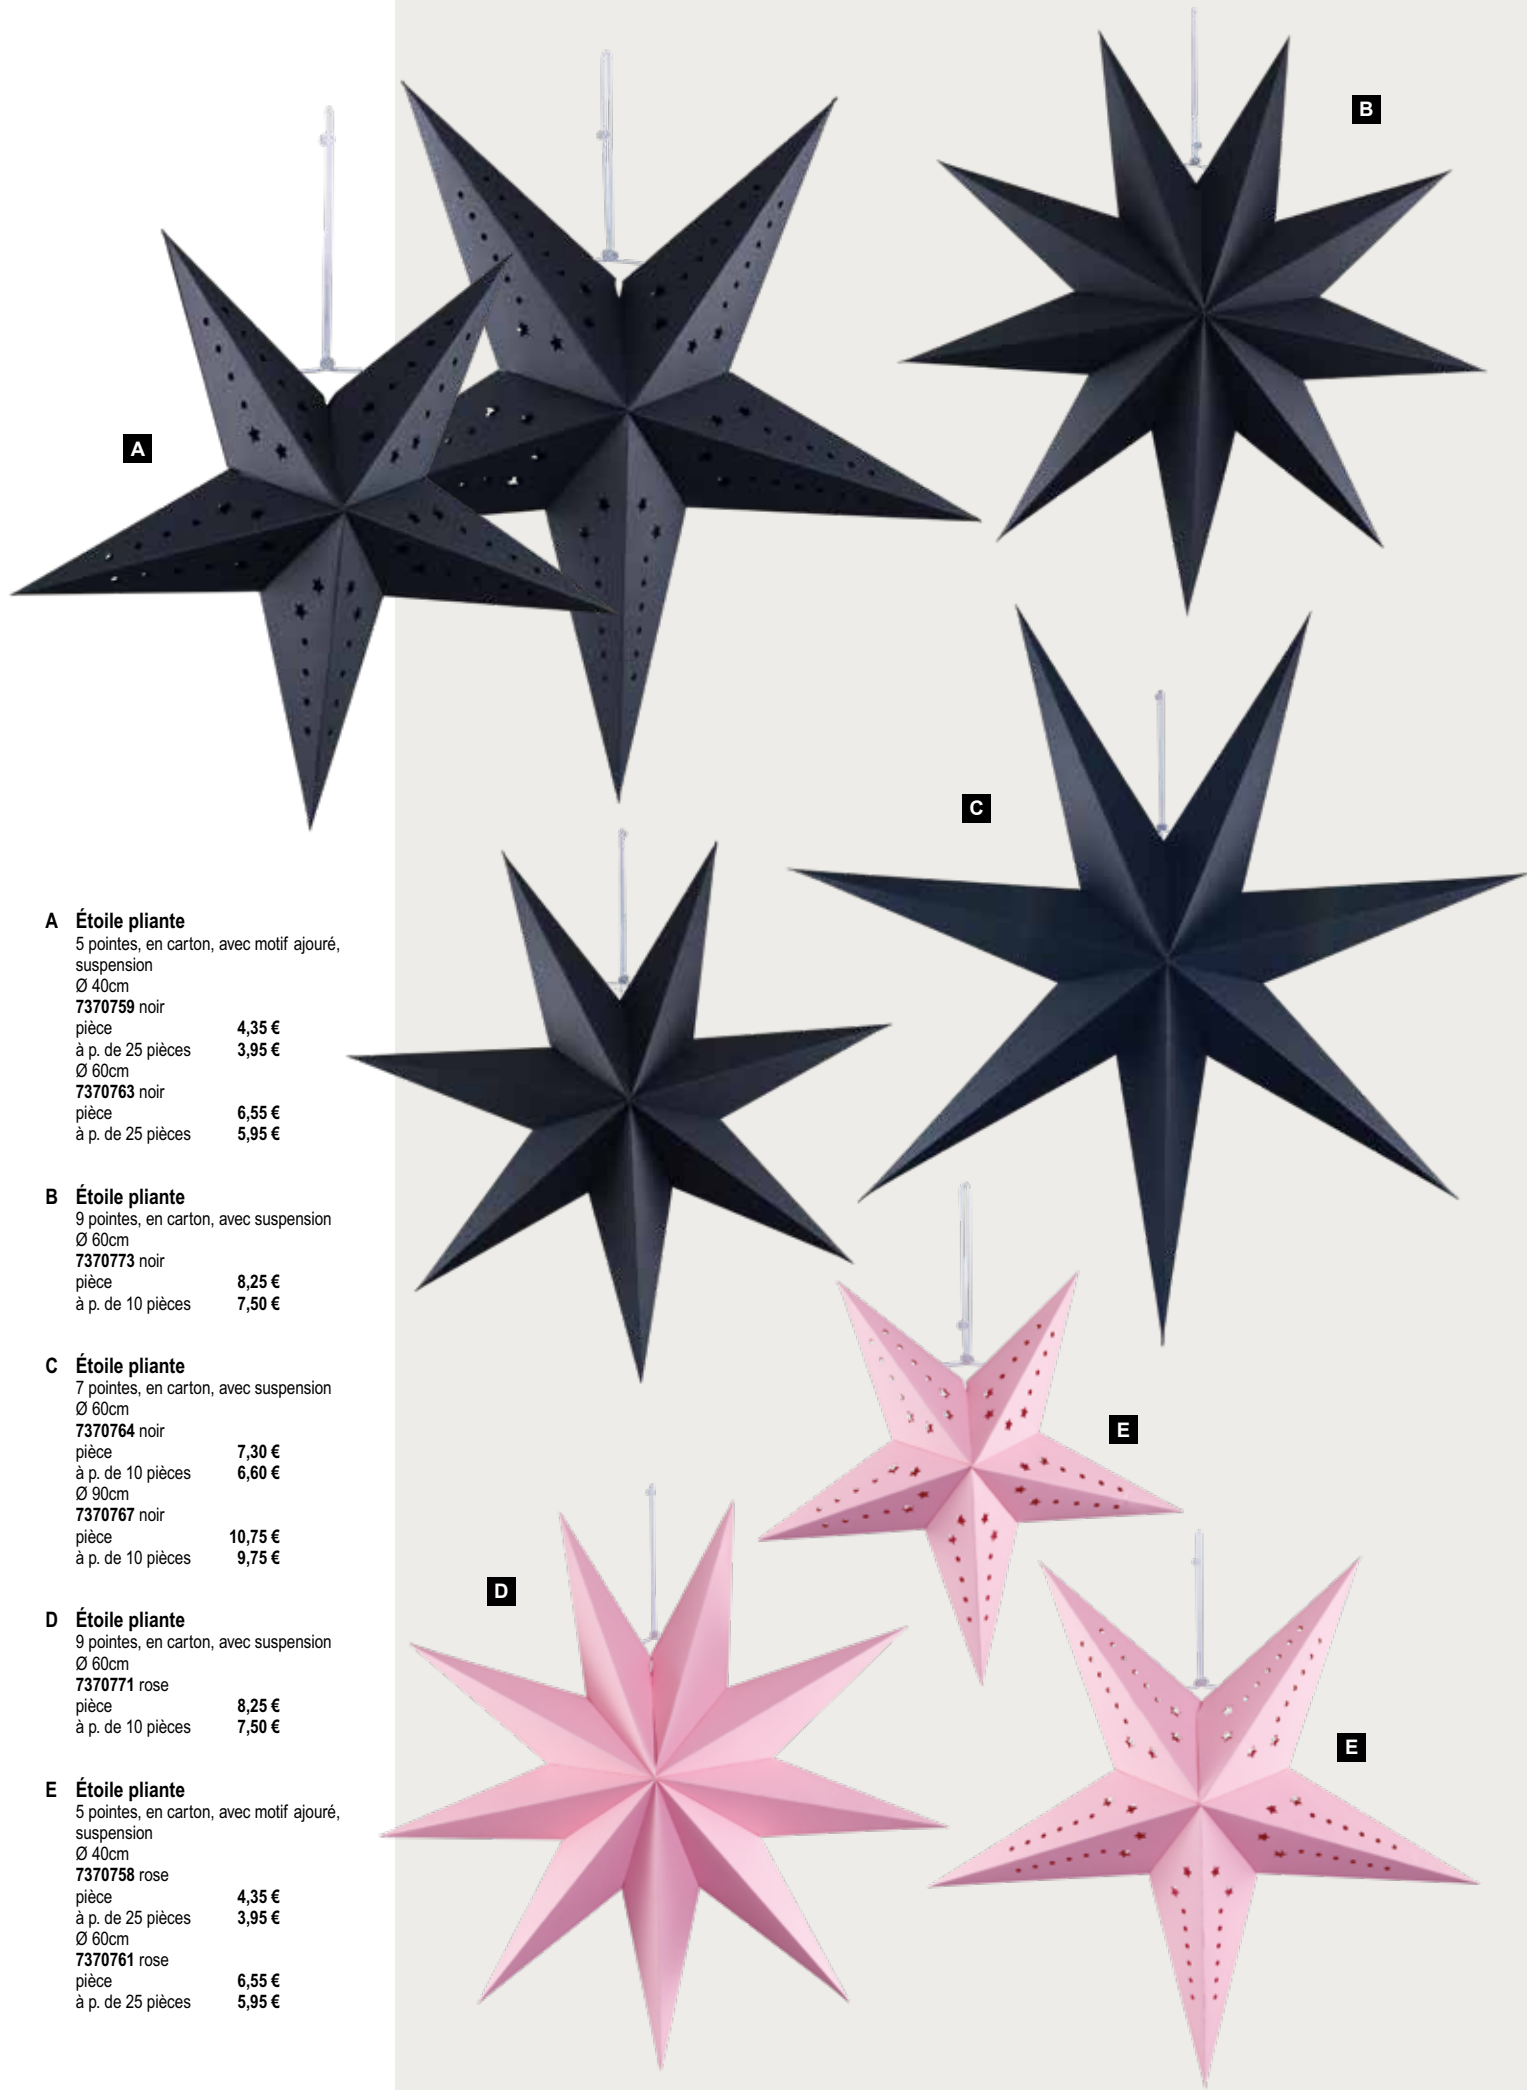 B
A
C
A Étoile pliante
5 pointes, en carton, avec motif ajouré,
suspension
Ø 40cm
7370759 noir
pièce 4,35 €
à p. de 25 pièces 3,95 €
Ø 60cm
7370763 noir
pièce 6,55 €
à p. de 25 pièces 5,95 €
B Étoile pliante
9 pointes, en carton, avec suspension
Ø 60cm
7370773 noir
pièce 8,25 €
à p. de 10 pièces 7,50 €
C Étoile pliante
7 pointes, en carton, avec suspension
Ø 60cm
7370764 noir
pièce 7,30 €
à p. de 10 pièces 6,60 €
Ø 90cm
7370767 noir
pièce 10,75 €
à p. de 10 pièces 9,75 €
D Étoile pliante
9 pointes, en carton, avec suspension
Ø 60cm
7370771 rose
pièce 8,25 €
à p. de 10 pièces 7,50 €
E Étoile pliante
5 pointes, en carton, avec motif ajouré,
suspension
Ø 40cm
7370758 rose
pièce 4,35 €
à p. de 25 pièces 3,95 €
Ø 60cm
7370761 rose
pièce 6,55 €
à p. de 25 pièces 5,95 €
E
D
E